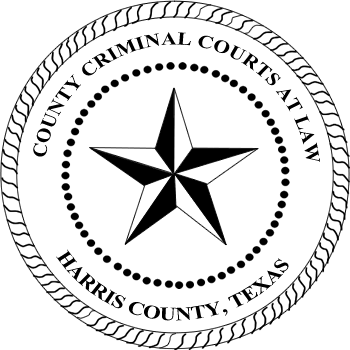 COUNTY CRIMINAL COURTS AT LAW
HARRIS COUNTY, TEXAS